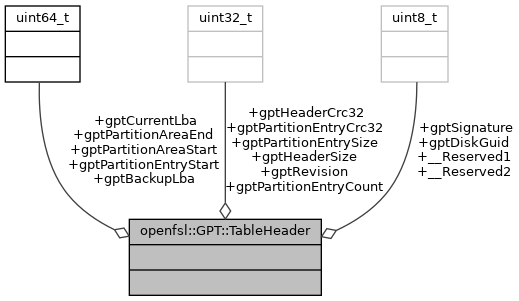 uint64_t
uint32_t
uint8_t
+gptCurrentLba
+gptPartitionAreaEnd
+gptPartitionAreaStart
+gptPartitionEntryStart
+gptBackupLba
+gptHeaderCrc32
+gptPartitionEntryCrc32
+gptPartitionEntrySize
+gptHeaderSize
+gptRevision
+gptPartitionEntryCount
+gptSignature
+gptDiskGuid
+__Reserved1
+__Reserved2
openfsl::GPT::TableHeader